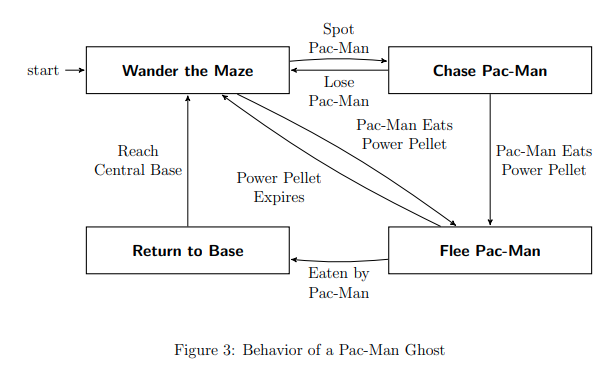 Spot
Pac-Man
start
Wander the Maze
Chase Pac-Man
Lose
Pac-Man
Pac-Man Eats
Power Pellet
Reach
Central Base
Pac-Man Eats
Power Pellet
Power Pellet
Expires
Return to Base
Flee Pac-Man
Eaten by
Pac-Man
Figure 3: Behavior of a Pac-Man Ghost